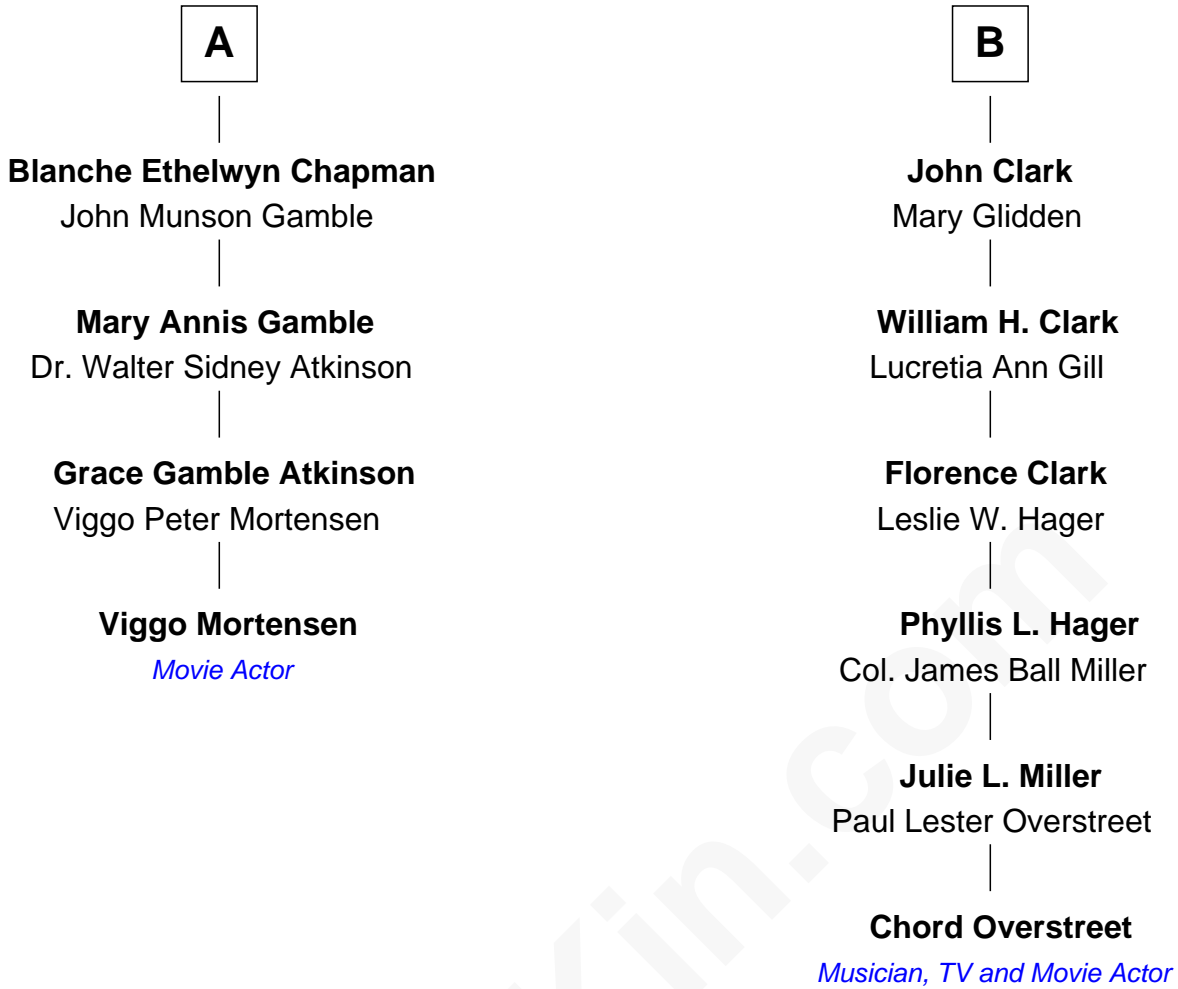 A
Blanche Ethelwyn Chapman
John Munson Gamble
Mary Annis Gamble
Dr. Walter Sidney Atkinson
Grace Gamble Atkinson
Viggo Peter Mortensen
Viggo Mortensen
Movie Actor
B
John Clark
Mary Glidden
William H. Clark
Lucretia Ann Gill
Florence Clark
Leslie W. Hager
Phyllis L. Hager
Col. James Ball Miller
Julie L. Miller
Paul Lester Overstreet
Chord Overstreet
Musician, TV and Movie Actor
Kin.com